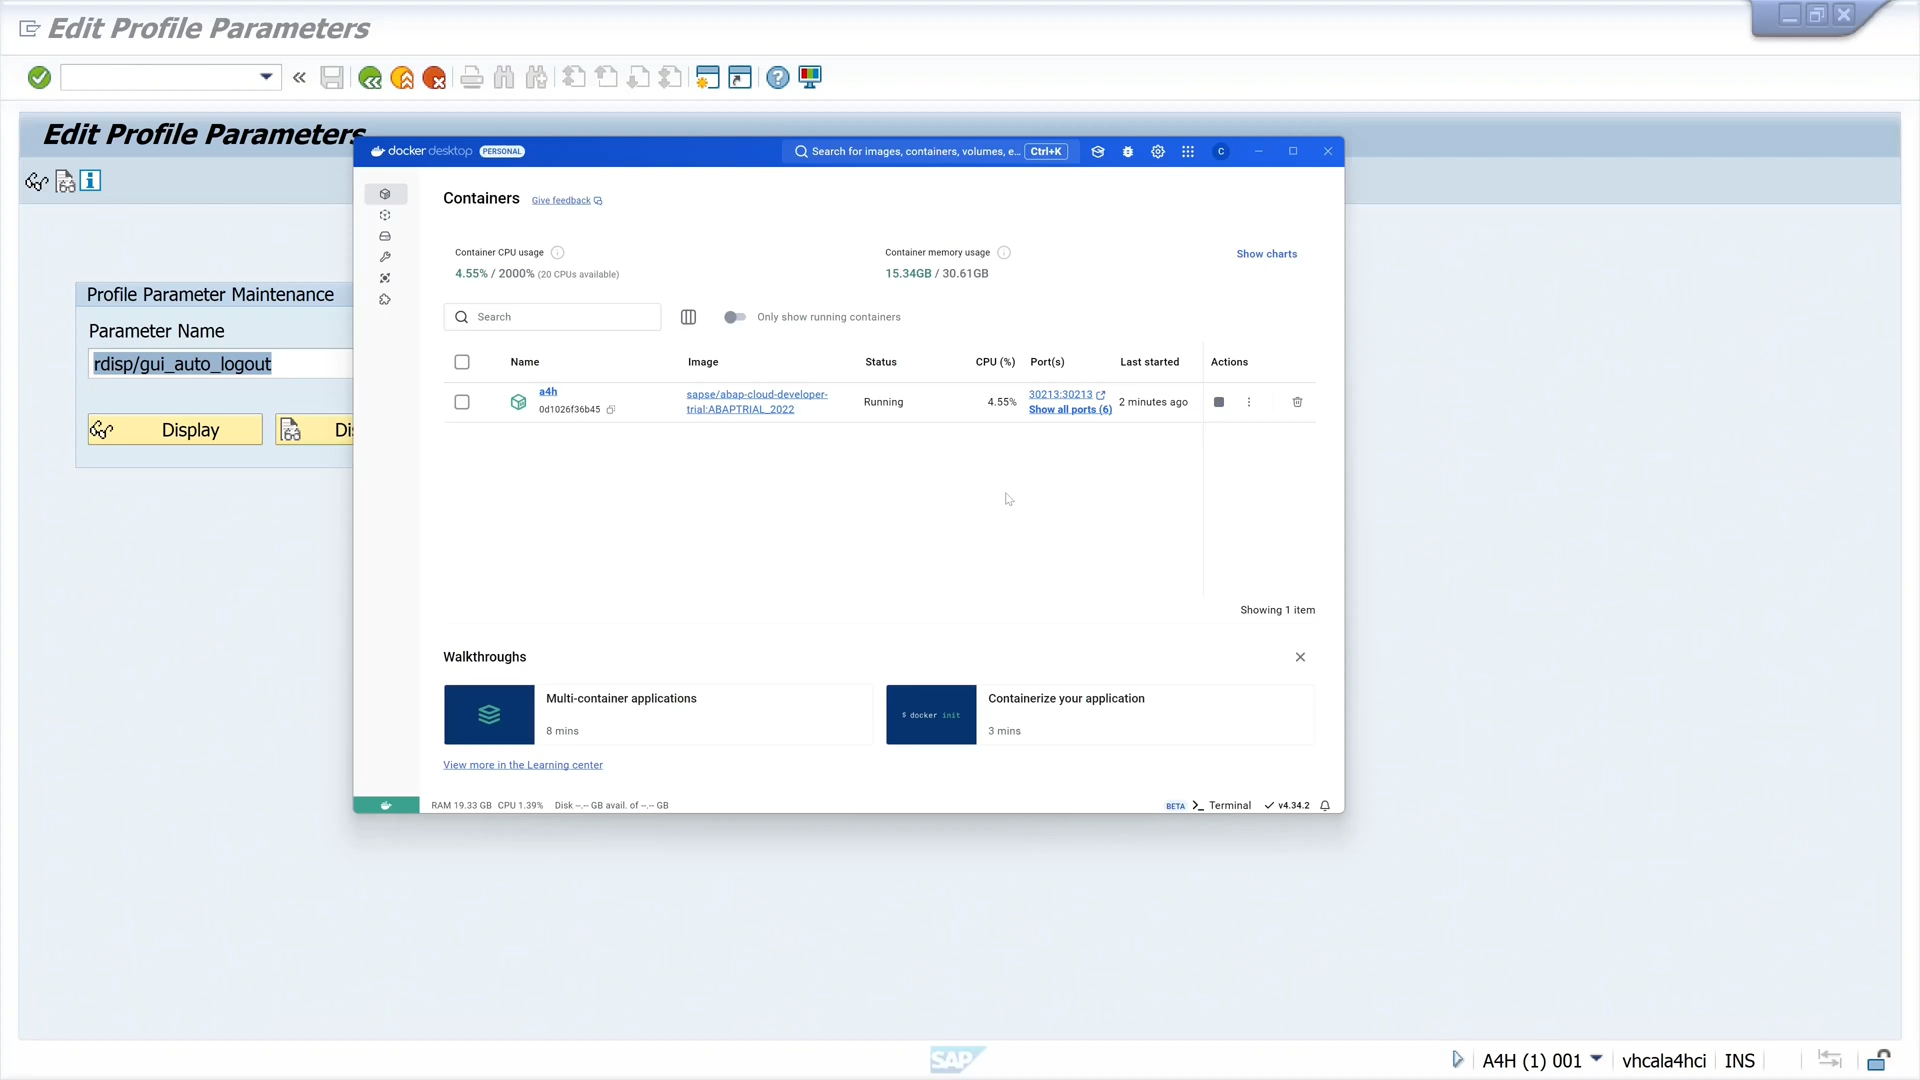 Edit Profile Parameters
Edit Profile Parameters
docker desktop PERSONAL
Search for images, containers, volumes, e... Ctrl+K
C
Containers Give feedback
Container CPU usage
4.55% / 2000% (20 CPUs available)
Container memory usage
15.34GB / 30.61GB
Show charts
Profile Parameter Maintenance
Parameter Name
rdisp/gui_auto_logout
Display
Di
Search
Only show running containers
Name Image Status CPU (%) Port(s) Last started Actions
a4h
0d1026f36b45
sapse/abap-cloud-developer-
trial:ABAPTRIAL_2022
Running
4.55%
30213:30213
Show all ports (6)
2 minutes ago
Showing 1 item
Walkthroughs
Multi-container applications
8 mins
$ docker init
Containerize your application
3 mins
View more in the Learning center
RAM 19.33 GB CPU 1.39% Disk --.-- GB avail. of --.-- GB
BETA >_ Terminal v4.34.2
SAP
A4H (1) 001 vhcala4hci INS